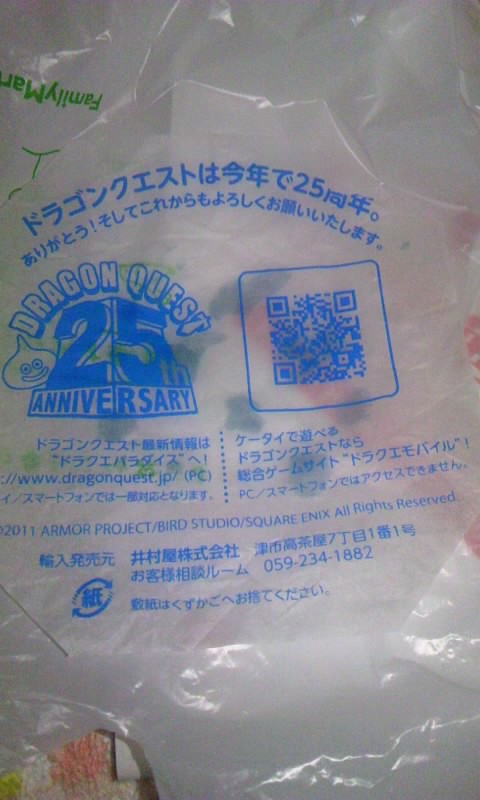 FamilyMar
ドラゴンクエストは今年で25周年。
ありがとう！そしてこれからもよろしくお願いいたします。
DRAGON QUEST
25th
ANNIVERSARY
ドラゴンクエスト最新情報は
"ドラクエパラダイス"へ！
://www.dragonquest.jp/ (PC)
イ／スマートフォンでは一部対応となります。
ケータイで遊べる
ドラゴンクエストなら
総合ゲームサイト"ドラクエモバイル"！
PC／スマートフォンではアクセスできません。
©2011 ARMOR PROJECT/BIRD STUDIO/SQUARE ENIX All Rights Reserved
輸入発売元 井村屋株式会社 津市高茶屋7丁目1番1号
お客様相談ルーム 059-234-1882
紙
敷紙はくずかごへお捨てください。